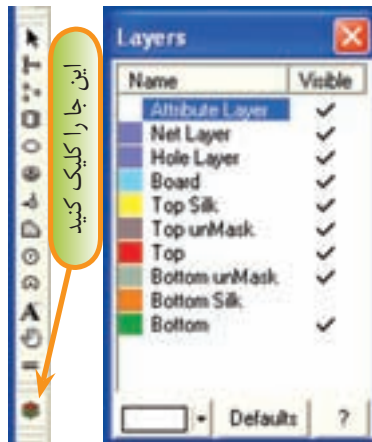 این جا را کلیک کنید
Layers
Name Visible
Attribute Layer
Net Layer
Hole Layer
Board
Top Silk
Top unMask
Top
Bottom unMask
Bottom Silk
Bottom
Defaults ?
T
A